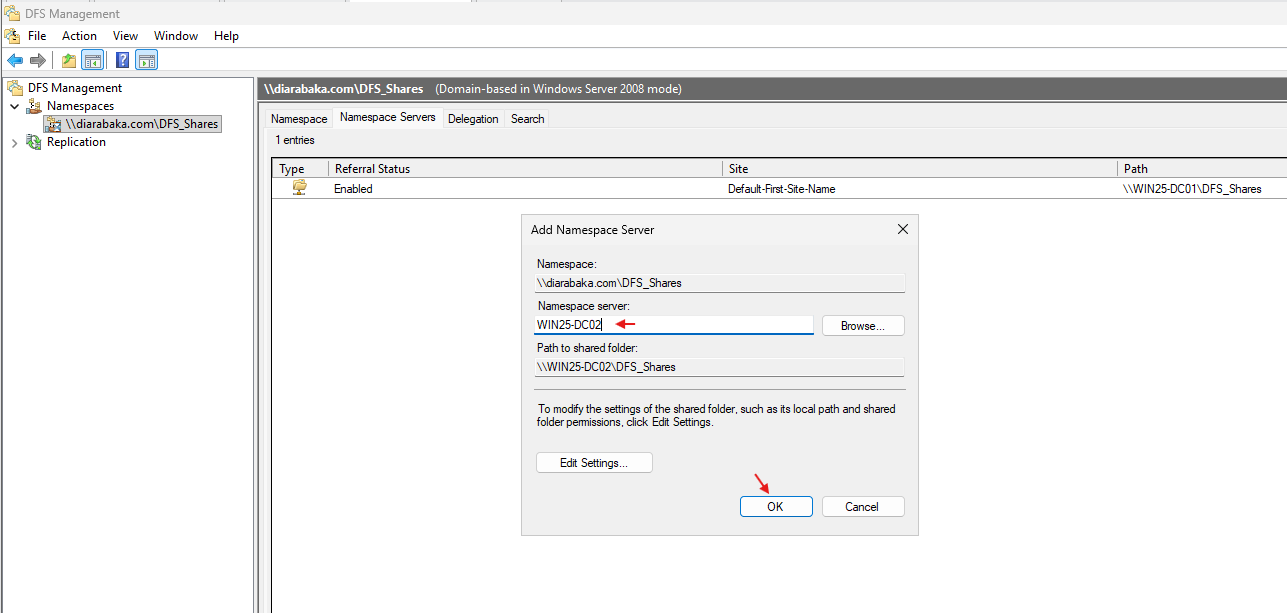 DFS Management
File Action View Window Help
DFS Management
Namespaces
\\diarabaka.com\DFS_Shares
Replication
\\diarabaka.com\DFS_Shares (Domain-based in Windows Server 2008 mode)
Namespace Namespace Servers Delegation Search
1 entries
Type Referral Status Site Path
Enabled Default-First-Site-Name \\WIN25-DC01\DFS_Shares
Add Namespace Server
Namespace:
\\diarabaka.com\DFS_Shares
Namespace server:
WIN25-DC02
Browse...
Path to shared folder:
\\WIN25-DC02\DFS_Shares
To modify the settings of the shared folder, such as its local path and shared
folder permissions, click Edit Settings.
Edit Settings...
OK Cancel